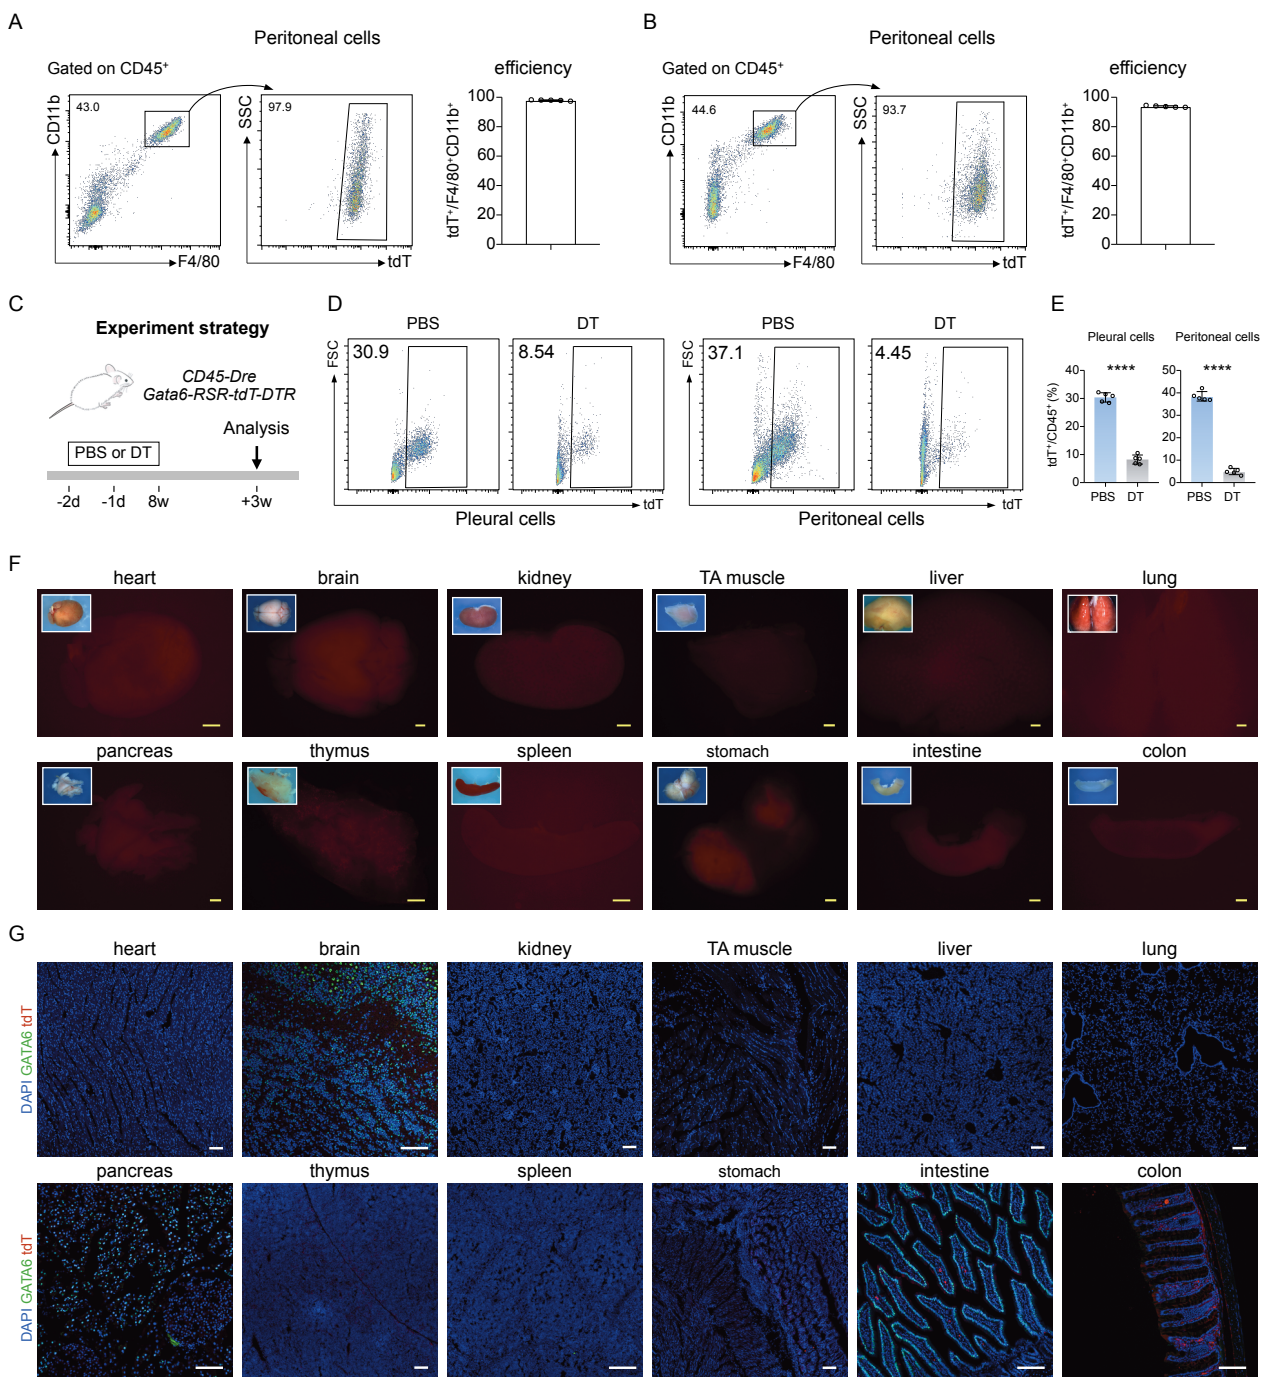 A
Peritoneal cells
Gated on CD45⁺
efficiency
CD11b
43.0
F4/80
SSC
97.9
tdT
tdT⁺/F4/80⁺CD11b⁺
100
80
60
40
20
0
B
Peritoneal cells
Gated on CD45⁺
efficiency
CD11b
44.6
F4/80
SSC
93.7
tdT
tdT⁺/F4/80⁺CD11b⁺
100
80
60
40
20
0
C
Experiment strategy
CD45-Dre
Gata6-RSR-tdT-DTR
Analysis
PBS or DT
-2d -1d 8w +3w
D
PBS DT PBS DT
FSC
30.9
8.54
FSC
37.1
4.45
tdT
tdT
Pleural cells
Peritoneal cells
E
Pleural cells Peritoneal cells
tdT⁺/CD45⁺ (%)
40
30
20
10
0
****
PBS DT
50
40
30
20
10
0
****
PBS DT
F
heart brain kidney TA muscle liver lung
pancreas thymus spleen stomach intestine colon
G
heart brain kidney TA muscle liver lung
DAPI GATA6 tdT
pancreas thymus spleen stomach intestine colon
DAPI GATA6 tdT